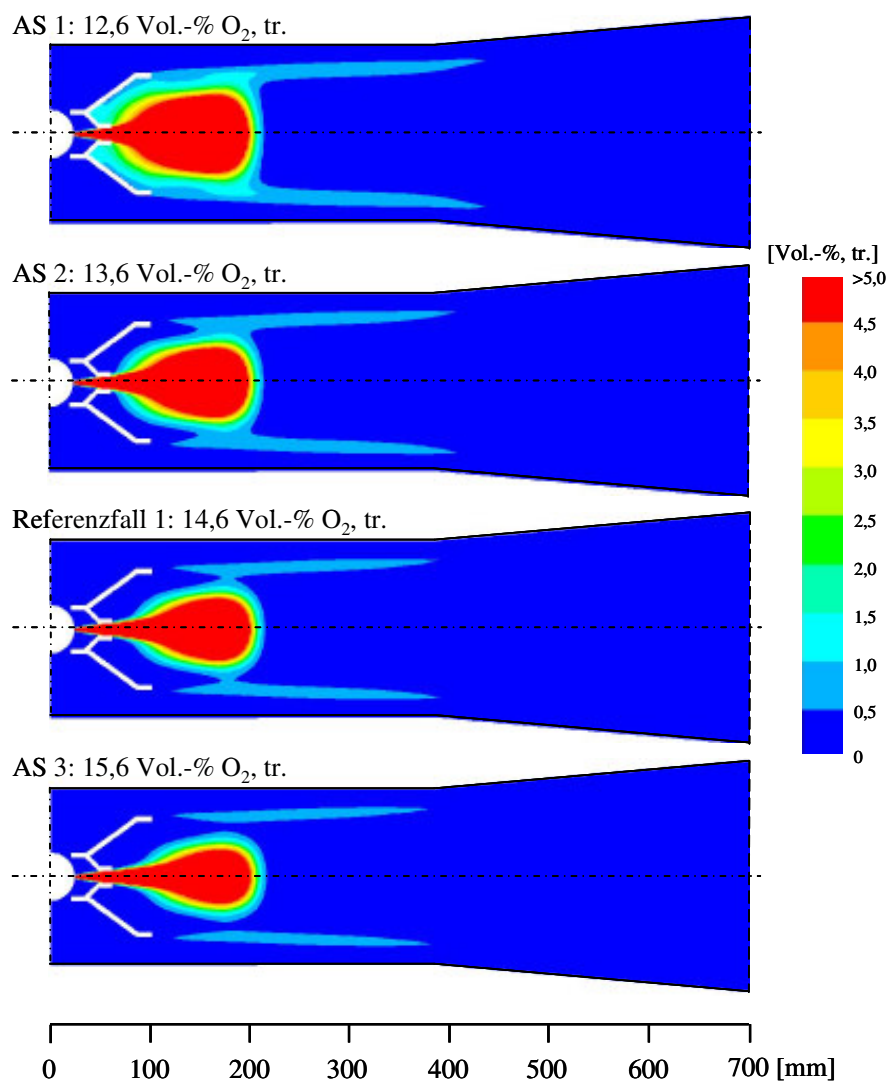 AS 1: 12,6 Vol.-% O₂, tr.
AS 2: 13,6 Vol.-% O₂, tr.
[Vol.-%, tr.]
>5,0
4,5
4,0
3,5
3,0
2,5
2,0
1,5
1,0
0,5
0
Referenzfall 1: 14,6 Vol.-% O₂, tr.
AS 3: 15,6 Vol.-% O₂, tr.
0 100 200 300 400 500 600 700 [mm]